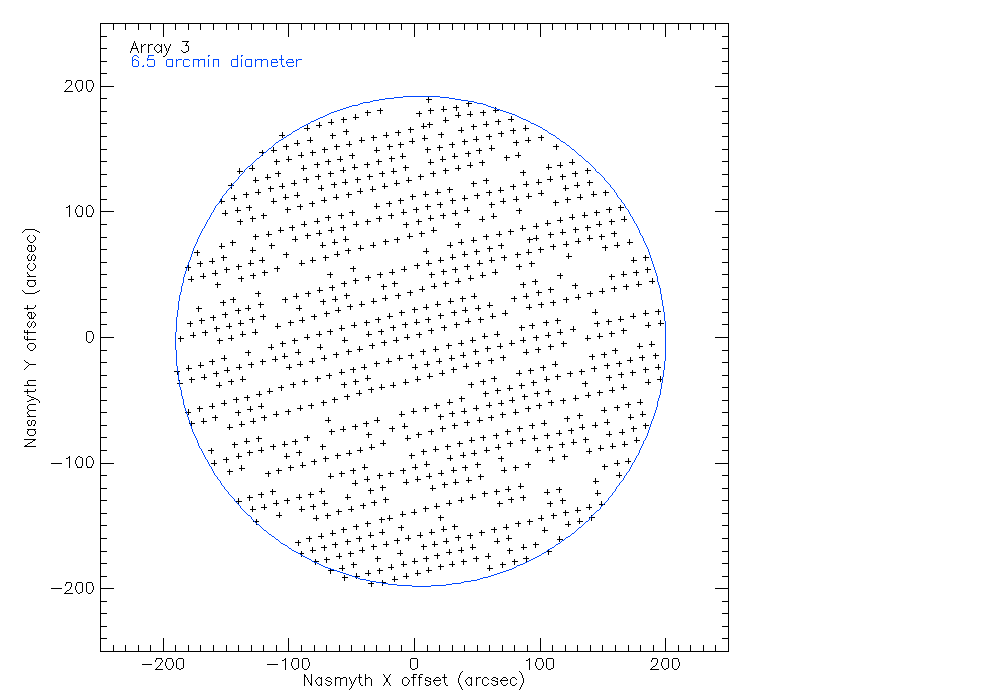 Array 3
6.5 arcmin diameter
200
100
0
−100
−200
Nasmyth Y offset (arcsec)
−200 −100 0 100 200
Nasmyth X offset (arcsec)